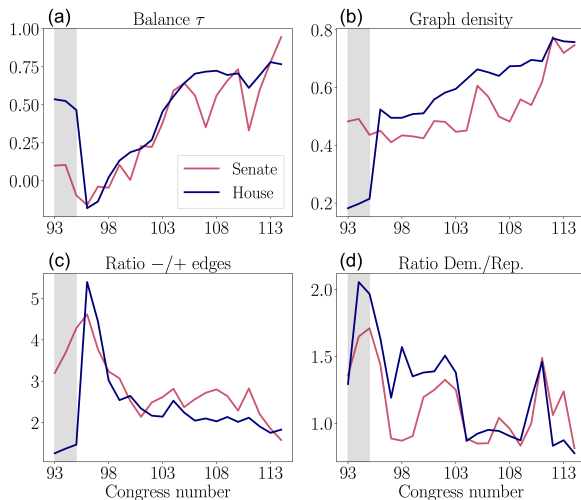 (a) Balance τ
1.00
0.75
0.50
0.25
0.00
Senate
House
93 98 103 108 113
(b) Graph density
0.8
0.6
0.4
0.2
93 98 103 108 113
(c) Ratio −/+ edges
5
4
3
2
93 98 103 108 113
Congress number
(d) Ratio Dem./Rep.
2.0
1.5
1.0
93 98 103 108 113
Congress number